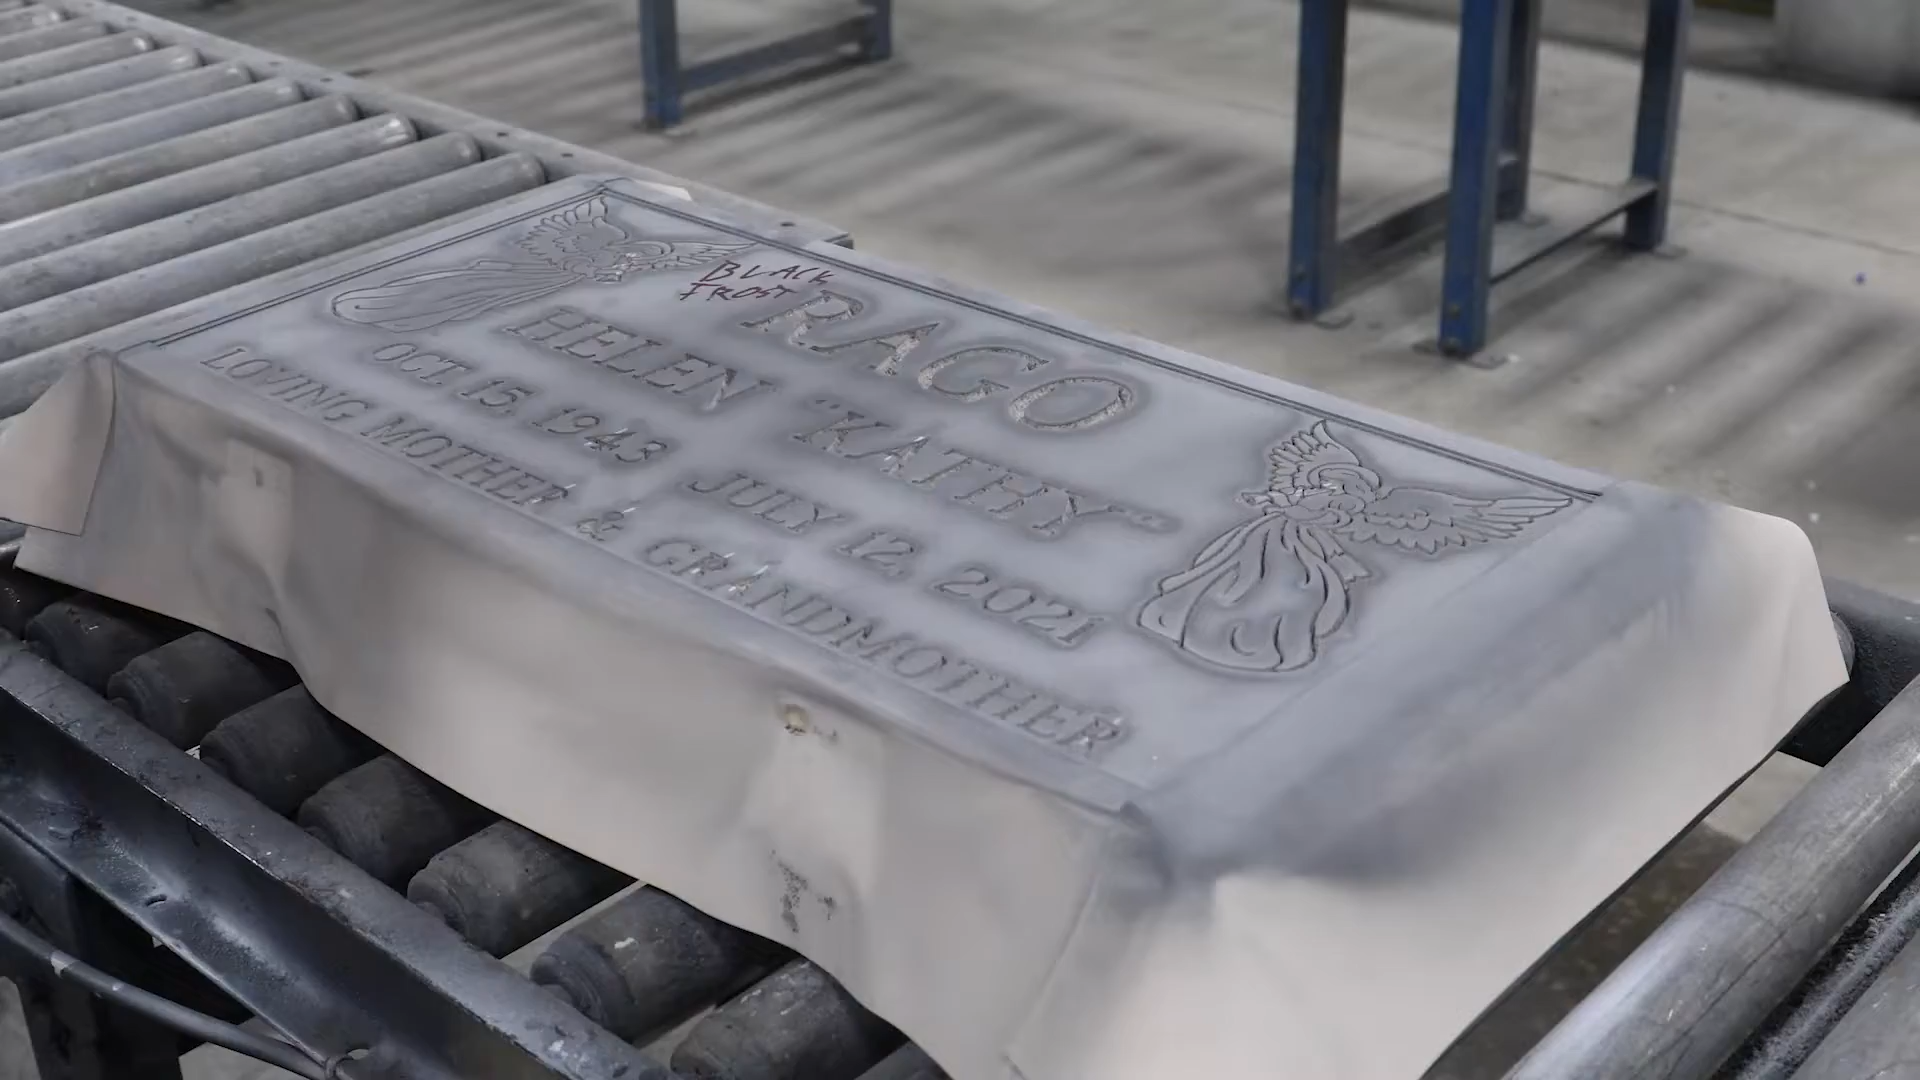 BLACK
FROST
RAGO
HELEN "KATHY"
OCT. 15, 1943 JULY 12, 2021
LOVING MOTHER & GRANDMOTHER